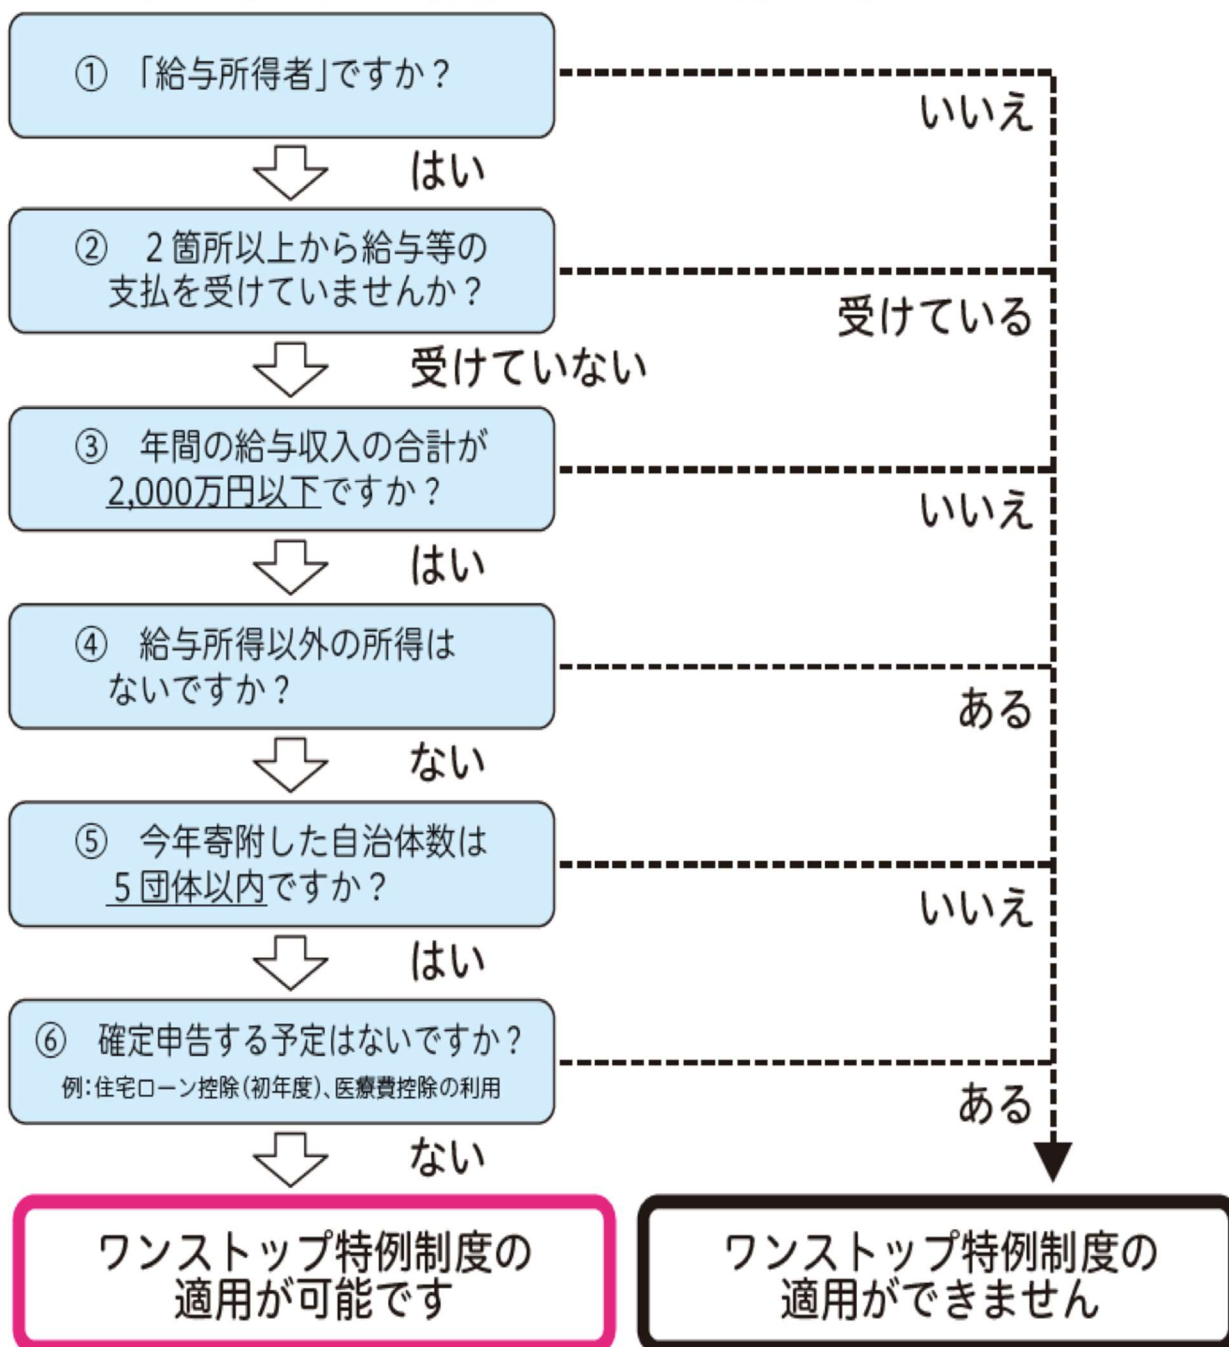 ① 「給与所得者」ですか？
いいえ
はい
② 2箇所以上から給与等の
支払を受けていませんか？
受けている
受けていない
③ 年間の給与収入の合計が
2,000万円以下ですか？
いいえ
はい
④ 給与所得以外の所得は
ないですか？
ある
ない
⑤ 今年寄附した自治体数は
5団体以内ですか？
いいえ
はい
⑥ 確定申告する予定はないですか？
例：住宅ローン控除（初年度）、医療費控除の利用
ある
ない
ワンストップ特例制度の
適用が可能です
ワンストップ特例制度の
適用ができません